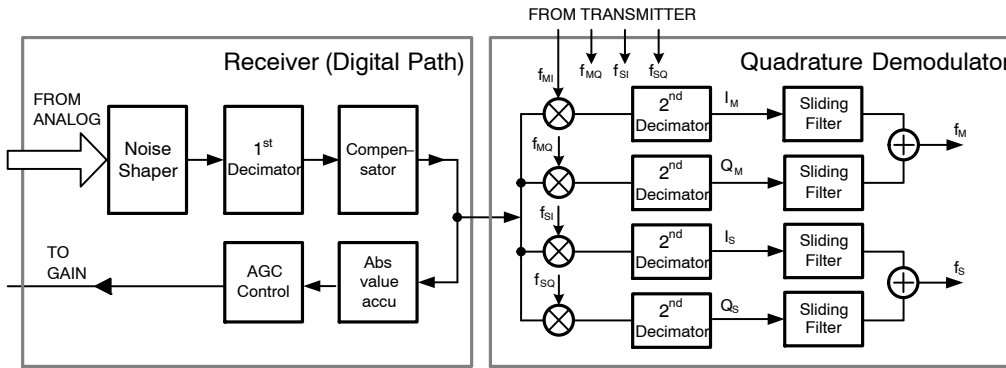 FROM TRANSMITTER
Receiver (Digital Path)
Quadrature Demodulator
fMI
fMQ
fSI
fSQ
FROM
ANALOG
Noise
Shaper
1st
Decimator
Compen–
sator
2nd
Decimator
IM
Sliding
Filter
fM
fMQ
2nd
Decimator
QM
Sliding
Filter
fSI
2nd
Decimator
IS
Sliding
Filter
fS
fSQ
2nd
Decimator
QS
Sliding
Filter
TO
GAIN
AGC
Control
Abs
value
accu